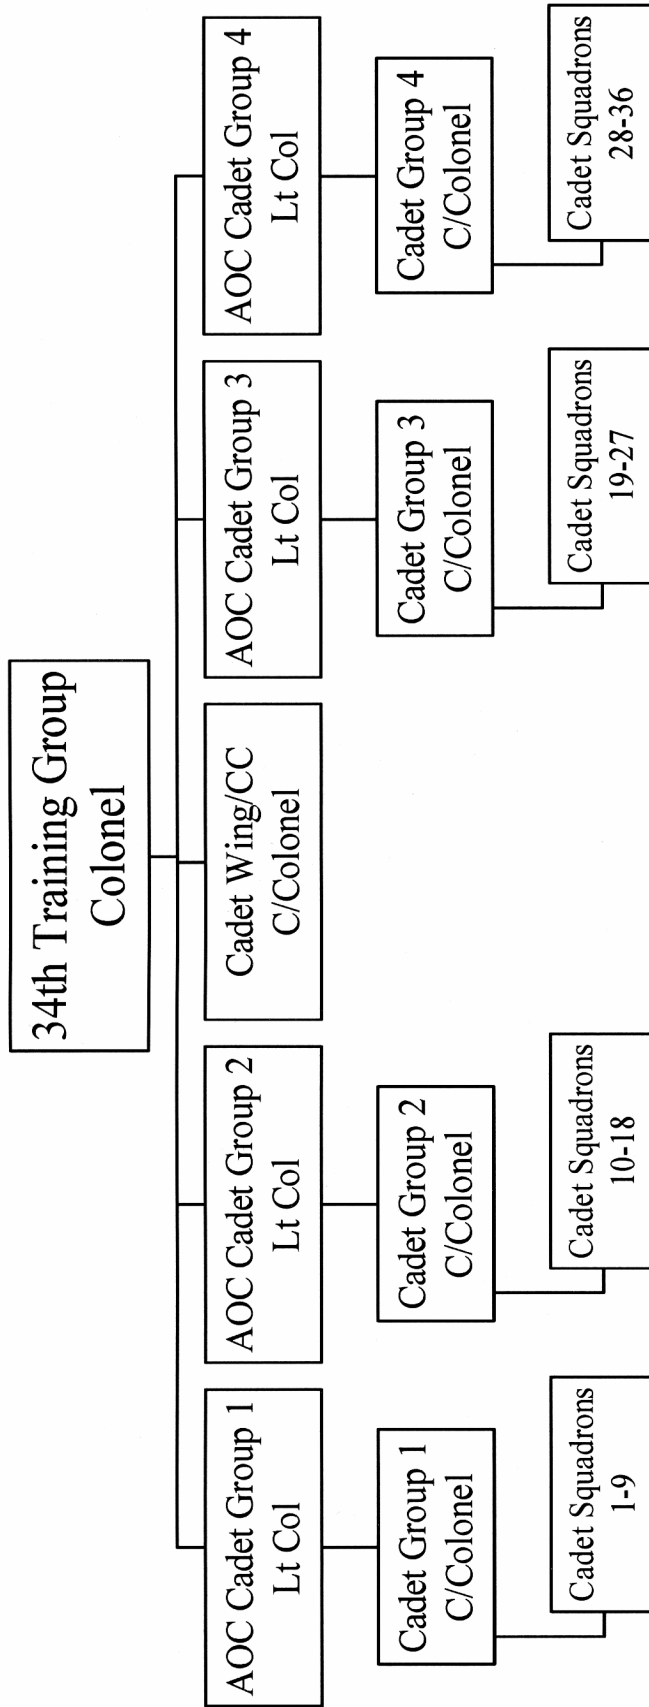 34th Training Group
Colonel
AOC Cadet Group 1
Lt Col
AOC Cadet Group 2
Lt Col
Cadet Wing/CC
C/Colonel
AOC Cadet Group 3
Lt Col
AOC Cadet Group 4
Lt Col
Cadet Group 1
C/Colonel
Cadet Group 2
C/Colonel
Cadet Group 3
C/Colonel
Cadet Group 4
C/Colonel
Cadet Squadrons
1-9
Cadet Squadrons
10-18
Cadet Squadrons
19-27
Cadet Squadrons
28-36